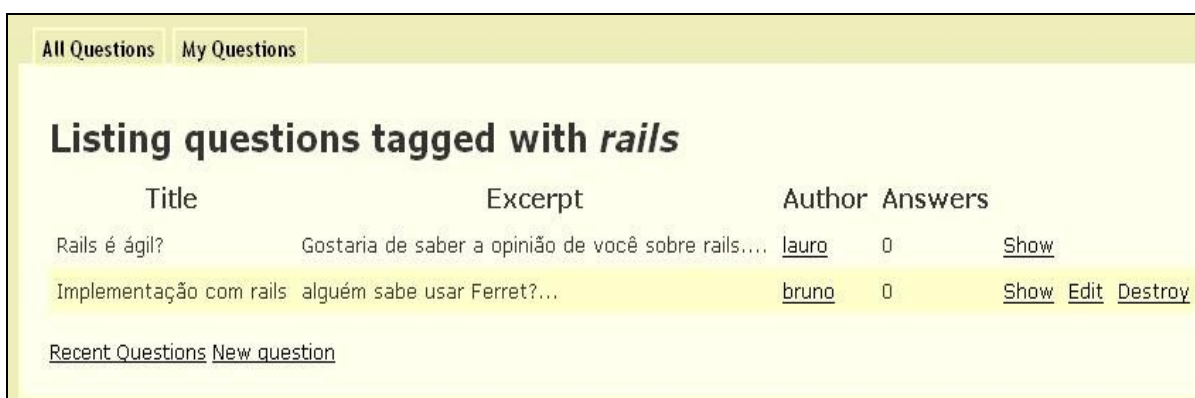 All Questions My Questions
Listing questions tagged with rails
Title Excerpt Author Answers
Rails é ágil? Gostaria de saber a opinião de você sobre rails.... lauro 0 Show
Implementação com rails alguém sabe usar Ferret?... bruno 0 Show Edit Destroy
Recent Questions New question